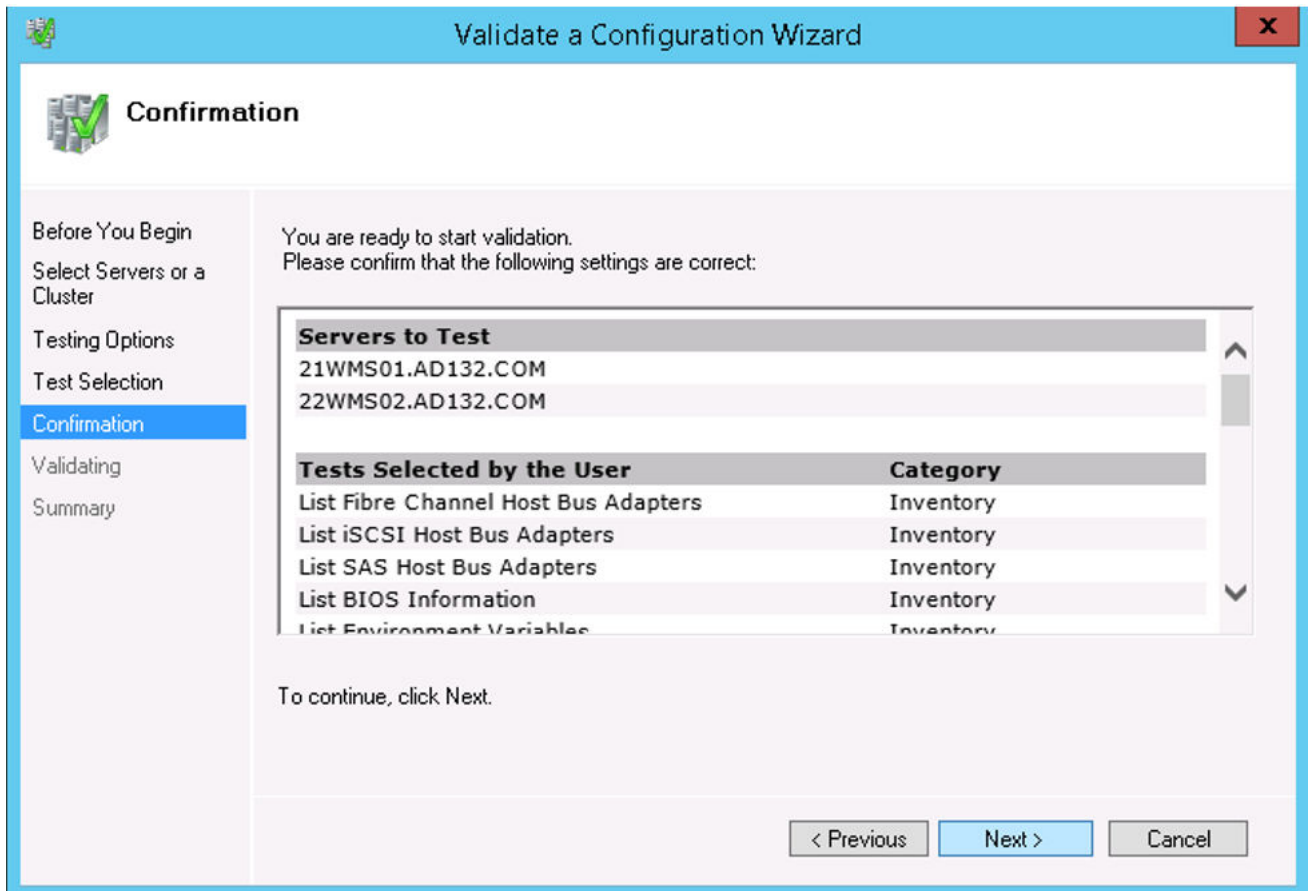 Validate a Configuration Wizard
x
Confirmation
Before You Begin
Select Servers or a
Cluster
Testing Options
Test Selection
Confirmation
Validating
Summary
You are ready to start validation.
Please confirm that the following settings are correct:
Servers to Test
21WMS01.AD132.COM
22WMS02.AD132.COM
Tests Selected by the User Category
List Fibre Channel Host Bus Adapters Inventory
List iSCSI Host Bus Adapters Inventory
List SAS Host Bus Adapters Inventory
List BIOS Information Inventory
List Environment Variables Inventory
To continue, click Next.
< Previous Next > Cancel